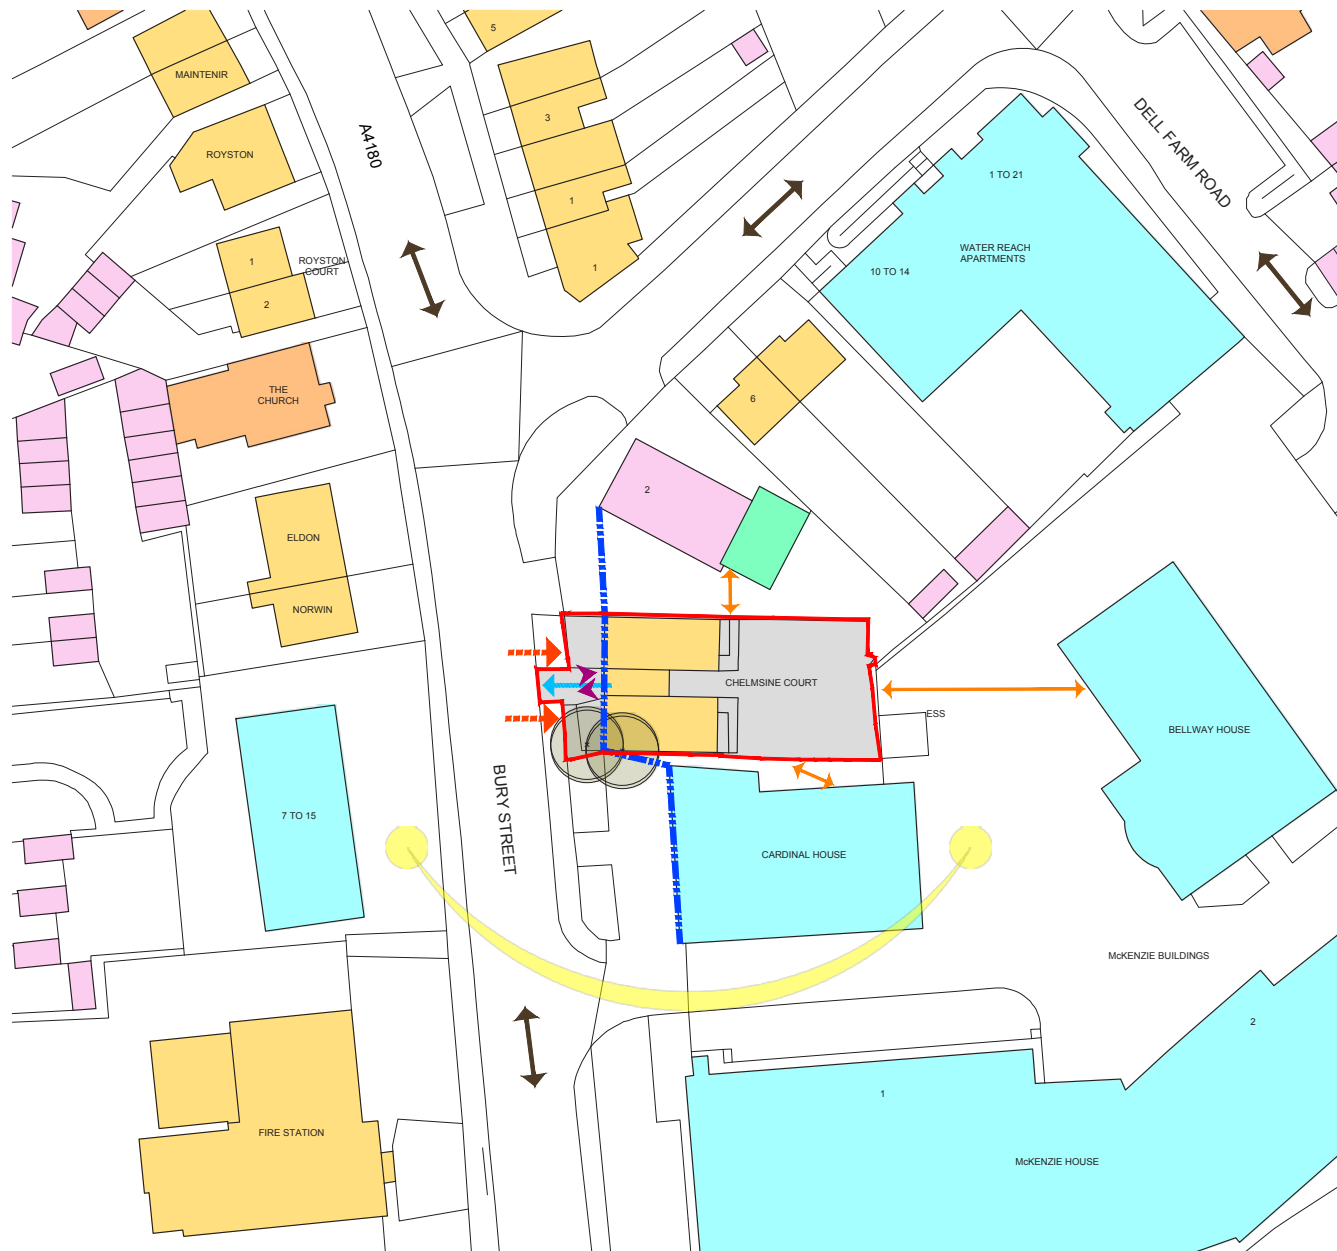 5
MAINTENIR
3
A4180
DELL FARM ROAD
ROYSTON
1 TO 21
1
1
ROYSTON
COURT
2
1
WATER REACH
APARTMENTS
10 TO 14
THE
CHURCH
6
2
ELDON
NORWIN
CHELMSINE COURT
ESS
BELLWAY HOUSE
BURY STREET
7 TO 15
CARDINAL HOUSE
McKENZIE BUILDINGS
2
1
FIRE STATION
McKENZIE HOUSE